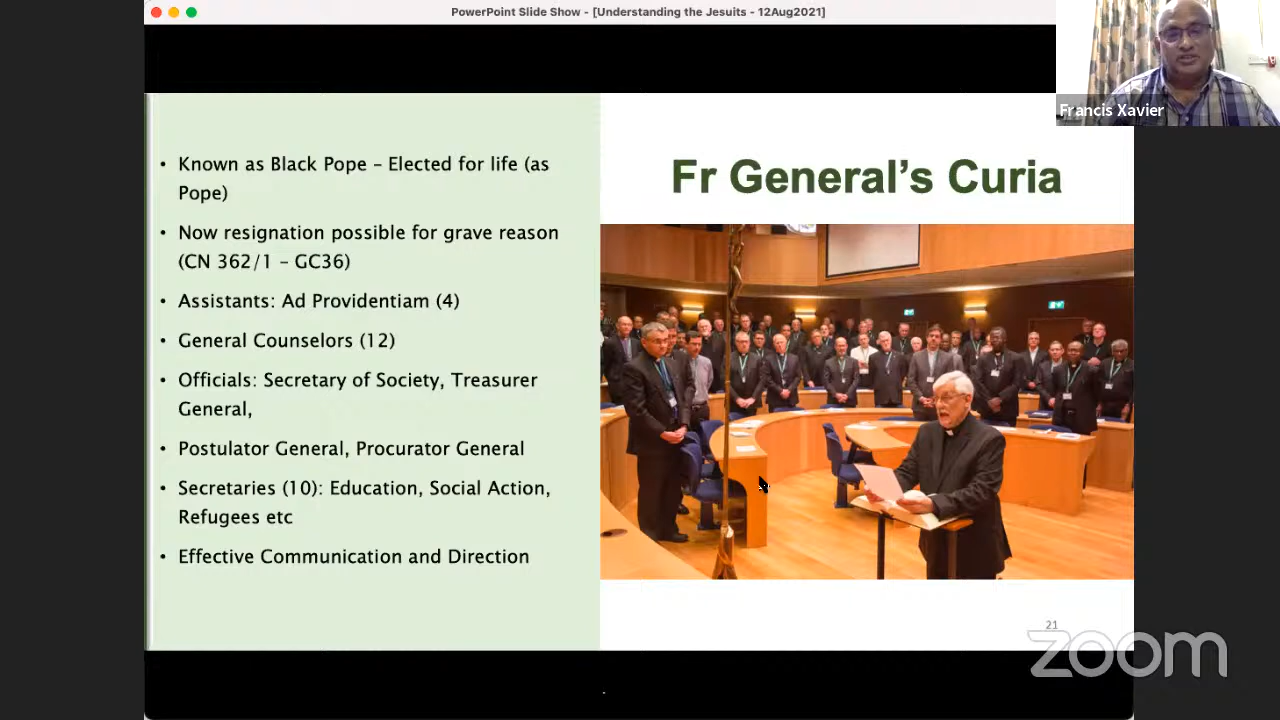 PowerPoint Slide Show - [Understanding the Jesuits - 12Aug2021]
Francis Xavier
Fr General's Curia
• Known as Black Pope – Elected for life (as
Pope)
• Now resignation possible for grave reason
(CN 362/1 – GC36)
• Assistants: Ad Providentiam (4)
• General Counselors (12)
• Officials: Secretary of Society, Treasurer
General,
• Postulator General, Procurator General
• Secretaries (10): Education, Social Action,
Refugees etc
• Effective Communication and Direction
21
zoom